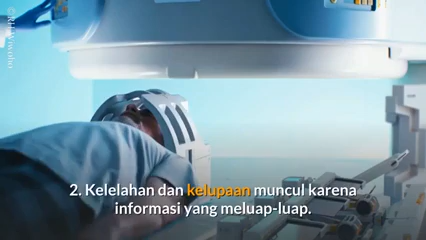 2. Kelelahan dan kelupaan muncul karena
informasi yang meluap-luap.